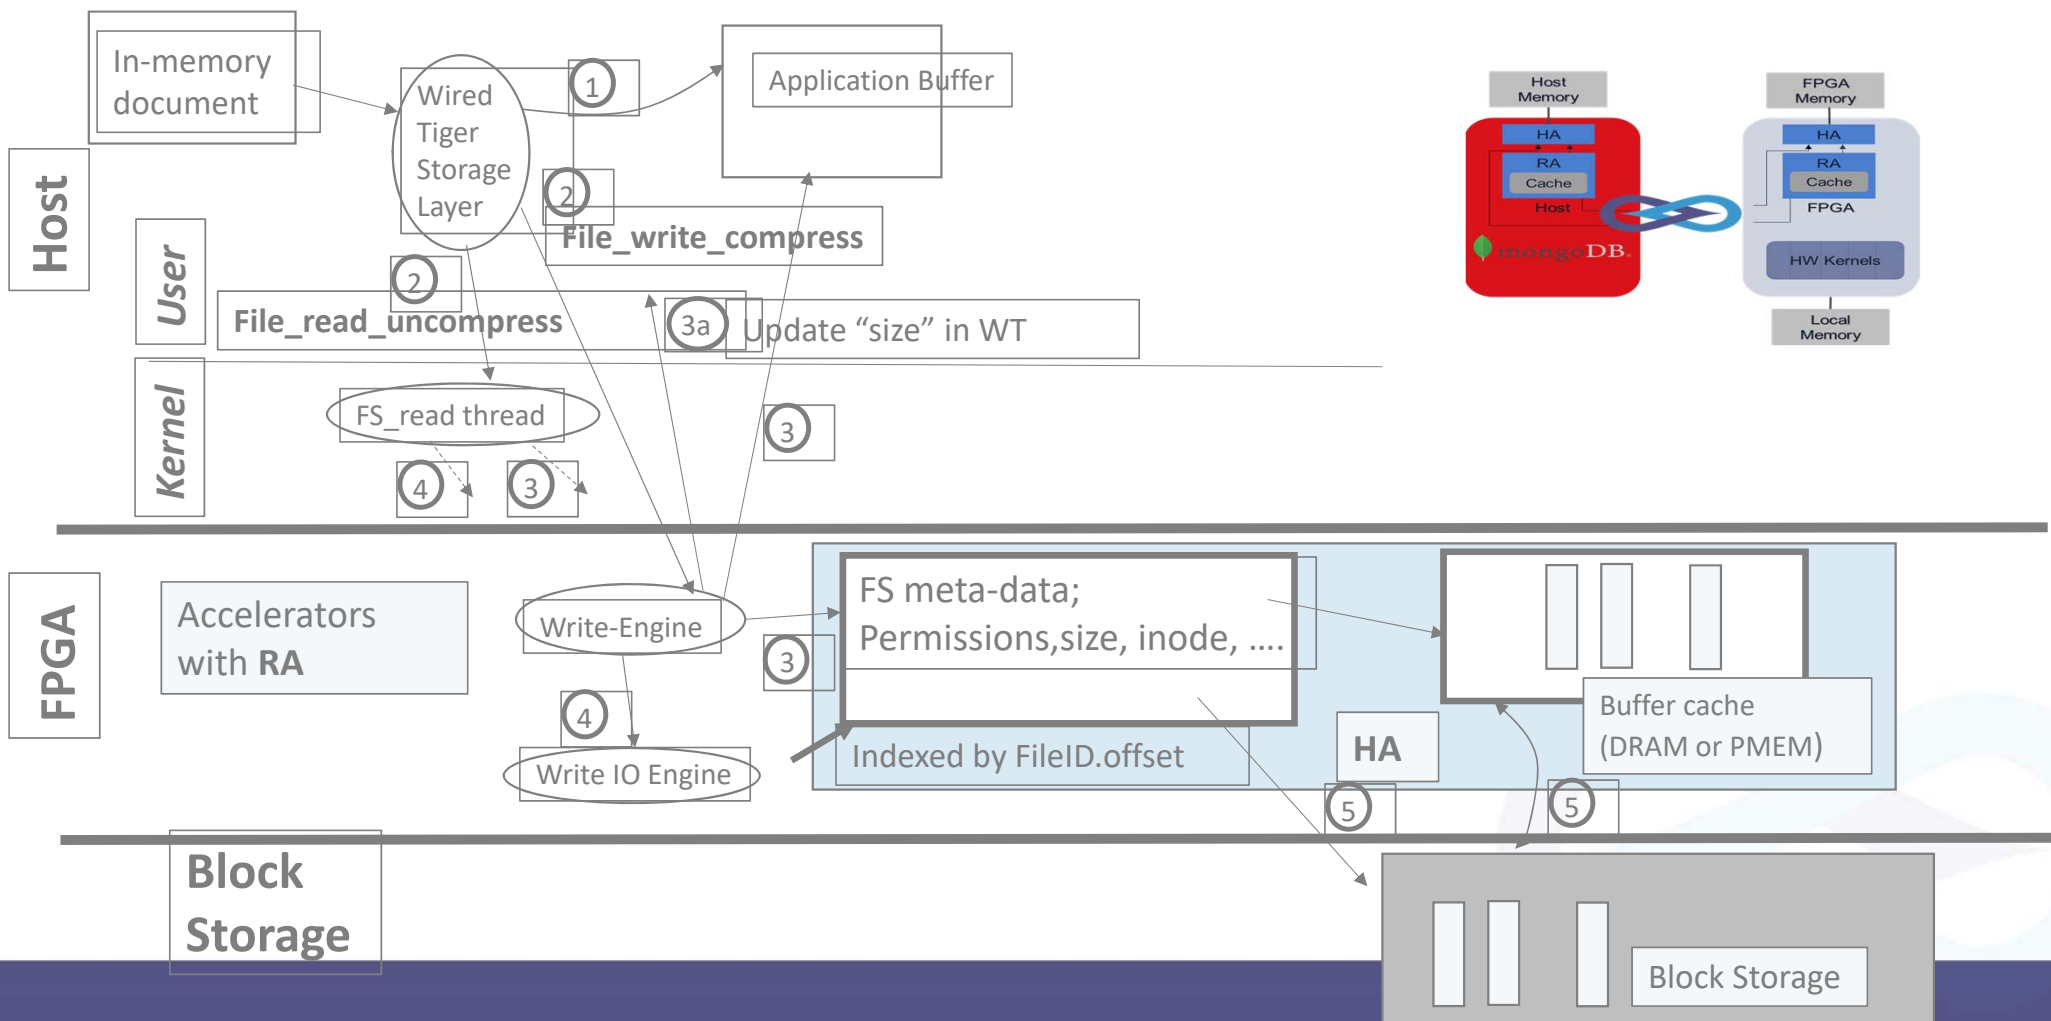 In-memory
document
Wired
Tiger
Storage
Layer
1
Application Buffer
2
File_write_compress
Host
User
2
File_read_uncompress
3a
Update “size” in WT
Kernel
FS_read thread
4
3
3
Host
Memory
HA
RA
Cache
Host
mongoDB.
FPGA
Memory
HA
RA
Cache
FPGA
HW Kernels
Local
Memory
FPGA
Accelerators
with RA
Write-Engine
3
4
Write IO Engine
FS meta-data;
Permissions,size, inode, ....
Indexed by FileID.offset
HA
Buffer cache
(DRAM or PMEM)
5
5
Block
Storage
Block Storage